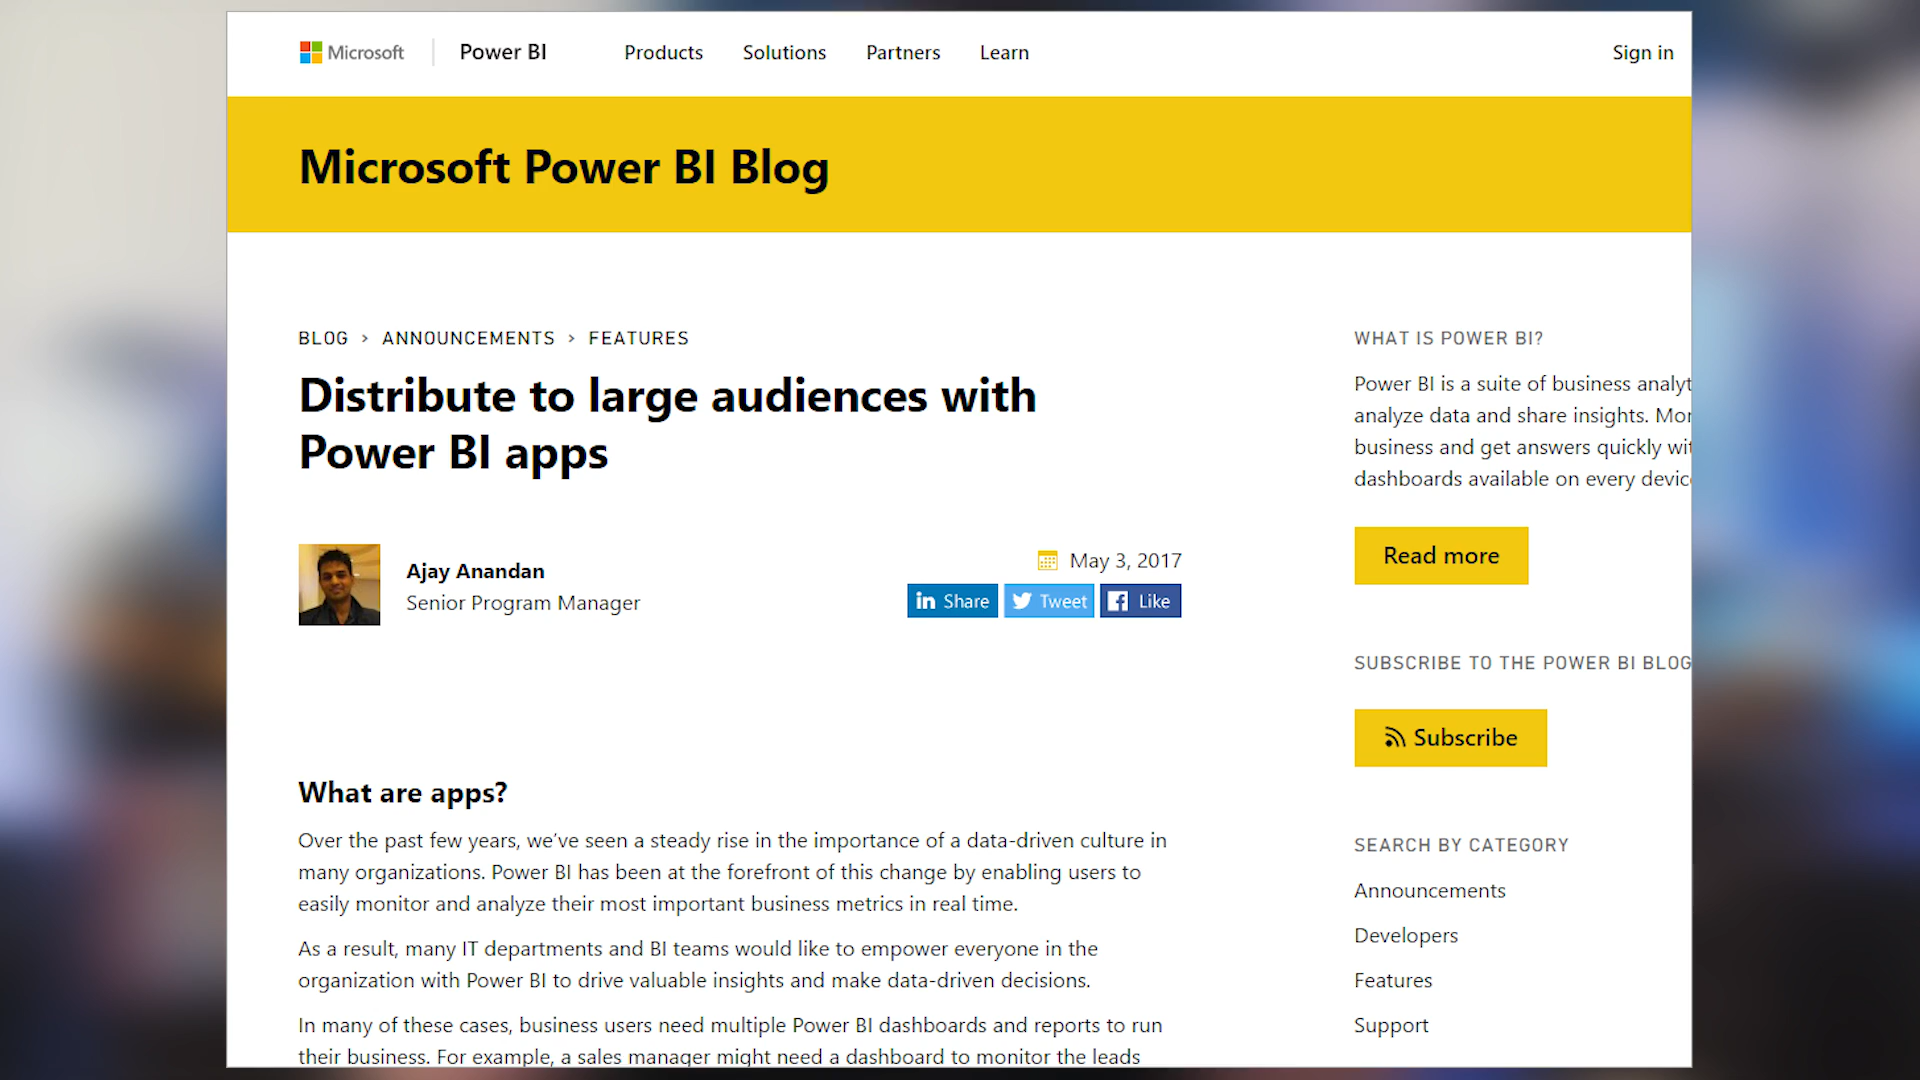 Microsoft Power BI Products Solutions Partners Learn Sign in
Microsoft Power BI Blog
BLOG > ANNOUNCEMENTS > FEATURES
Distribute to large audiences with
Power BI apps
Ajay Anandan
Senior Program Manager
May 3, 2017
in Share Tweet Like
What are apps?
Over the past few years, we’ve seen a steady rise in the importance of a data-driven culture in
many organizations. Power BI has been at the forefront of this change by enabling users to
easily monitor and analyze their most important business metrics in real time.
As a result, many IT departments and BI teams would like to empower everyone in the
organization with Power BI to drive valuable insights and make data-driven decisions.
In many of these cases, business users need multiple Power BI dashboards and reports to run
their business. For example, a sales manager might need a dashboard to monitor the leads
WHAT IS POWER BI?
Power BI is a suite of business
analyze data and share insights.
business and get answers quickly
dashboards available on every
Read more
SUBSCRIBE TO THE POWER BI BLOG
Subscribe
SEARCH BY CATEGORY
Announcements
Developers
Features
Support